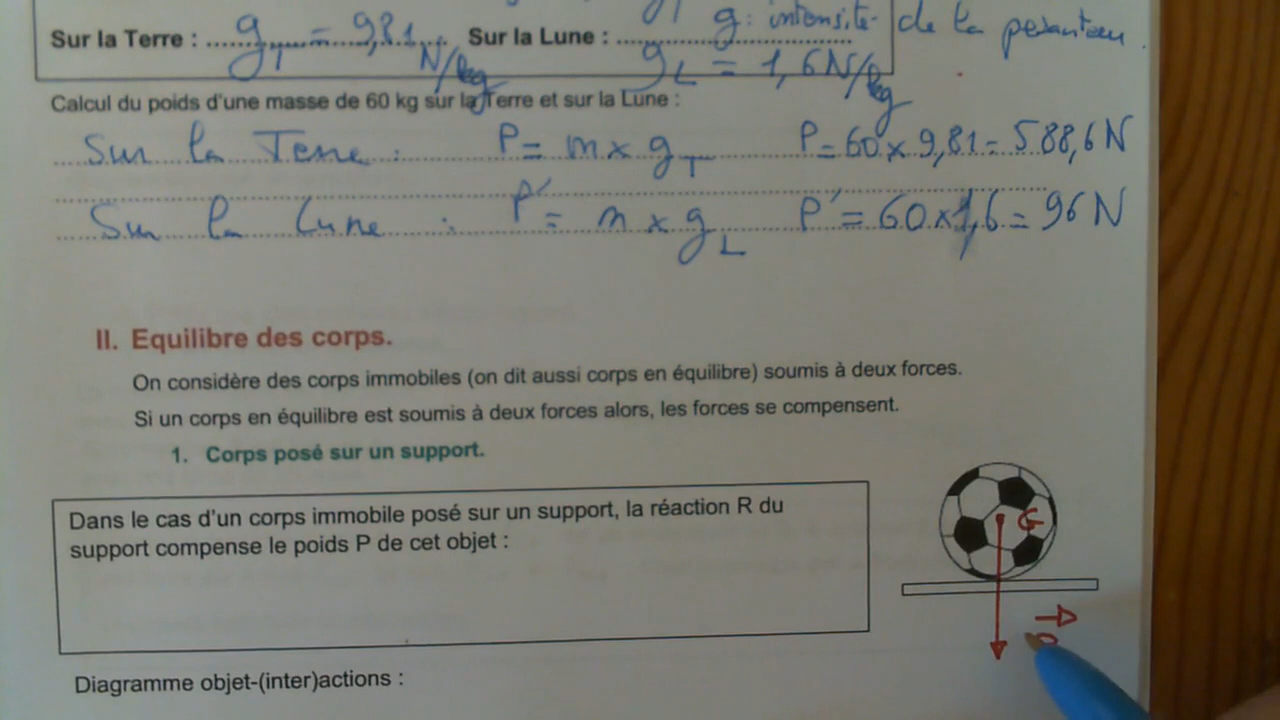 g : intensité de la pesanteur.
Sur la Terre : gT = 9,81 N/kg Sur la Lune :
gL = 1,6 N/kg
Calcul du poids d'une masse de 60 kg sur la Terre et sur la Lune :
Sur la Terre : P = m x gT P = 60 x 9,81 = 588,6 N
Sur la Lune : P' = m x gL P' = 60 x 1,6 = 96 N
II. Equilibre des corps.
On considère des corps immobiles (on dit aussi corps en équilibre) soumis à deux forces.
Si un corps en équilibre est soumis à deux forces alors, les forces se compensent.
1. Corps posé sur un support.
Dans le cas d'un corps immobile posé sur un support, la réaction R du
support compense le poids P de cet objet :
G
Diagramme objet-(inter)actions :